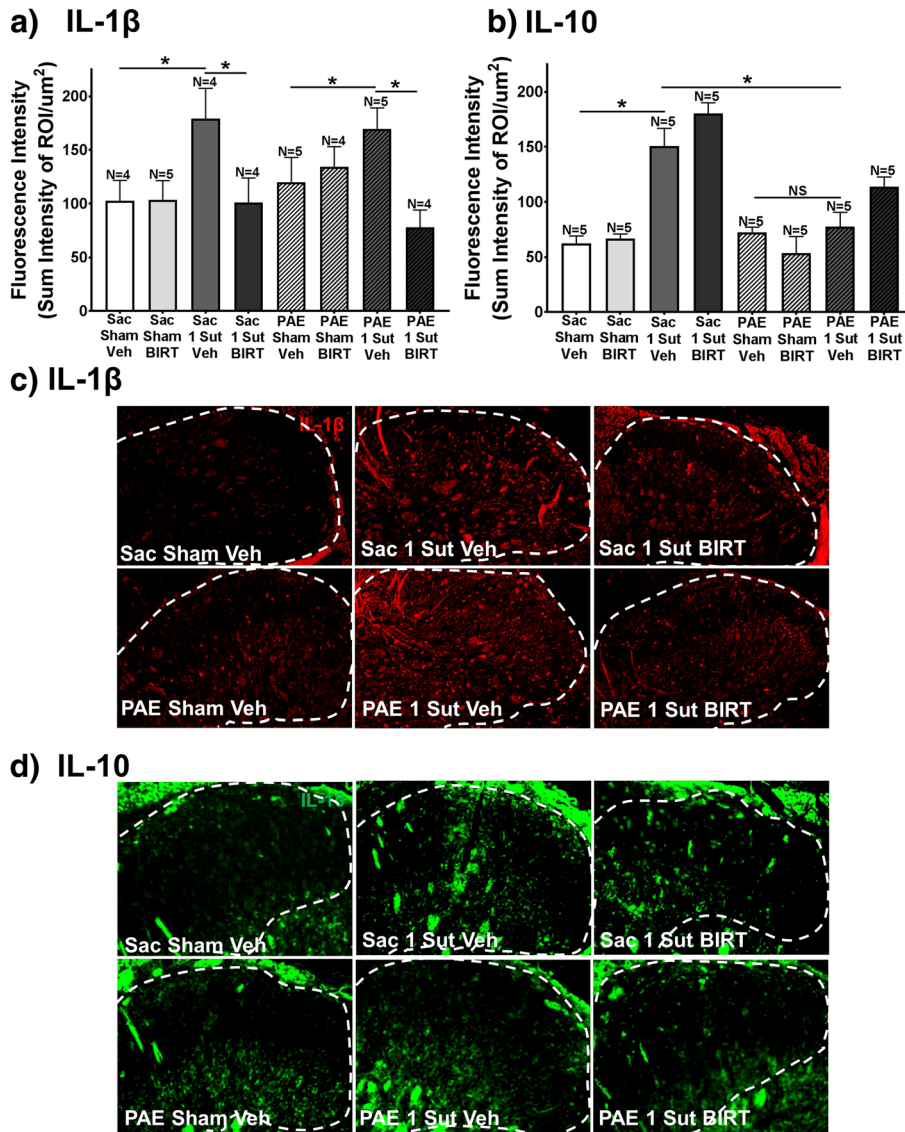 a) IL-1β
Fluorescence Intensity
(Sum Intensity of ROI/um²)
200
150
100
50
0
* * * *
N=4 N=5 N=4 N=4 N=5 N=4 N=5 N=4
Sac Sham Veh
Sac Sham BIRT
Sac 1 Sut Veh
Sac 1 Sut BIRT
PAE Sham Veh
PAE Sham BIRT
PAE 1 Sut Veh
PAE 1 Sut BIRT
b) IL-10
Fluorescence Intensity
(Sum Intensity of ROI/um²)
200
150
100
50
0
* *
NS
N=5 N=5 N=5 N=5 N=5 N=5 N=5 N=5
Sac Sham Veh
Sac Sham BIRT
Sac 1 Sut Veh
Sac 1 Sut BIRT
PAE Sham Veh
PAE Sham BIRT
PAE 1 Sut Veh
PAE 1 Sut BIRT
c) IL-1β
IL-1β
Sac Sham Veh
Sac 1 Sut Veh
Sac 1 Sut BIRT
PAE Sham Veh
PAE 1 Sut Veh
PAE 1 Sut BIRT
d) IL-10
Sac Sham Veh
Sac 1 Sut Veh
Sac 1 Sut BIRT
PAE Sham Veh
PAE 1 Sut Veh
PAE 1 Sut BIRT